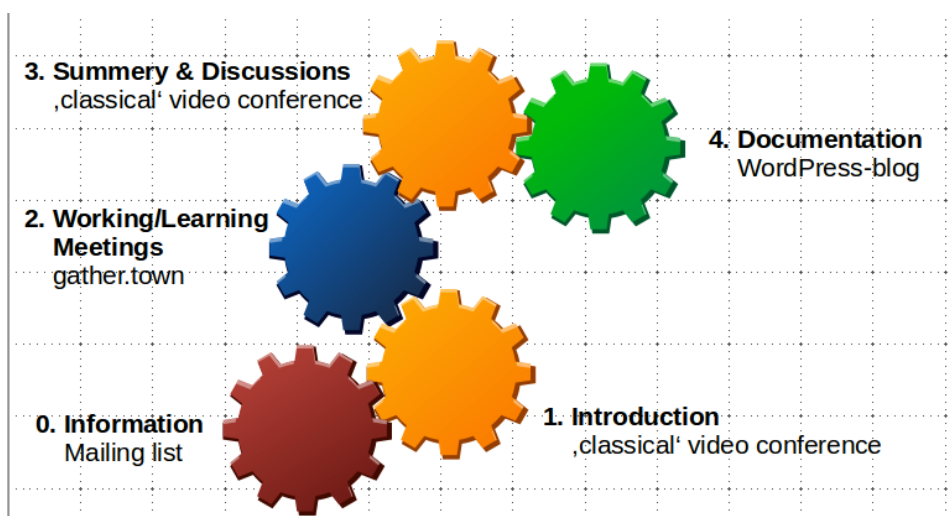 3. Summery & Discussions
‚classical‘ video conference
4. Documentation
WordPress-blog
2. Working/Learning
Meetings
gather.town
0. Information
Mailing list
1. Introduction
‚classical‘ video conference